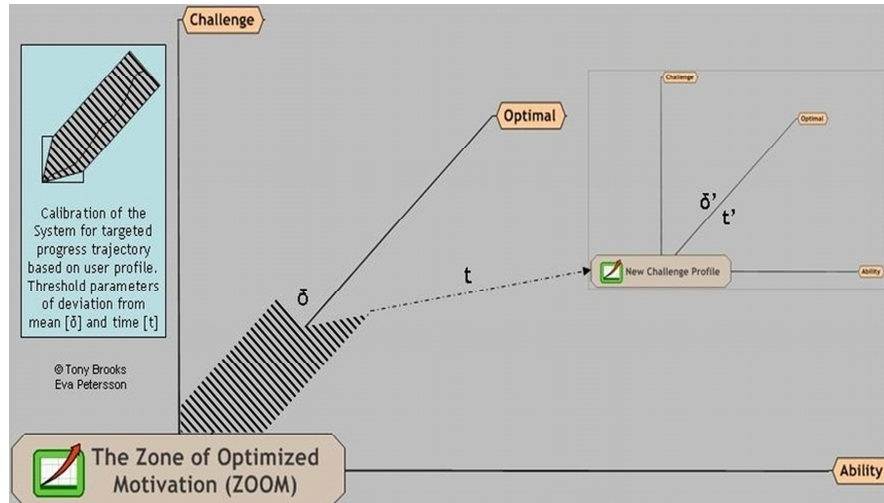 Challenge
Optimal
Calibration of the
System for targeted
progress trajectory
based on user profile.
Threshold parameters
of deviation from
mean [δ] and time [t]
© Tony Brooks
Eva Petersson
δ
t
Challenge
Optimal
δ’
t’
New Challenge Profile
Ability
The Zone of Optimized
Motivation (ZOOM)
Ability